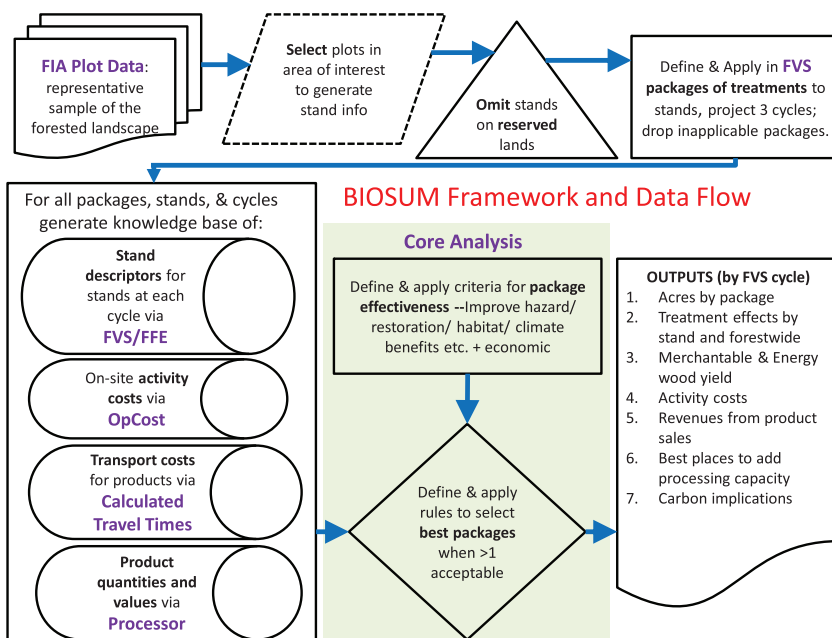 FIA Plot Data:
representative
sample of the
forested landscape
Select plots in
area of interest
to generate
stand info
Omit stands
on reserved
lands
Define & Apply in FVS
packages of treatments to
stands, project 3 cycles;
drop inapplicable packages.
BIOSUM Framework and Data Flow
For all packages, stands, & cycles
generate knowledge base of:
Stand
descriptors for
stands at each
cycle via
FVS/FFE
On-site activity
costs via
OpCost
Transport costs
for products via
Calculated
Travel Times
Product
quantities and
values via
Processor
Core Analysis
Define & apply criteria for package
effectiveness --Improve hazard/
restoration/ habitat/ climate
benefits etc. + economic
Define & apply
rules to select
best packages
when >1
acceptable
OUTPUTS (by FVS cycle)
1. Acres by package
2. Treatment effects by
stand and forestwide
3. Merchantable & Energy
wood yield
4. Activity costs
5. Revenues from product
sales
6. Best places to add
processing capacity
7. Carbon implications